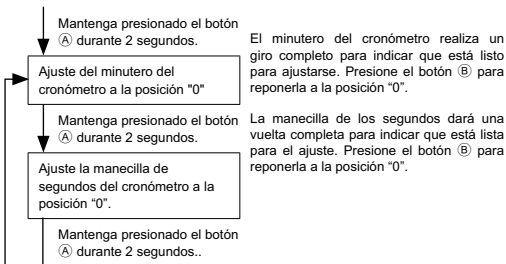 Mantenga presionado el botón
Ⓐ durante 2 segundos.
Ajuste del minutero del
cronómetro a la posición "0"
Mantenga presionado el botón
Ⓐ durante 2 segundos.
Ajuste la manecilla de
segundos del cronómetro a la
posición “0”.
Mantenga presionado el botón
Ⓐ durante 2 segundos..
El minutero del cronómetro realiza un
giro completo para indicar que está listo
para ajustarse. Presione el botón Ⓑ para
reponerla a la posición “0”.
La manecilla de los segundos dará una
vuelta completa para indicar que está lista
para el ajuste. Presione el botón Ⓑ para
reponerla a la posición “0”.